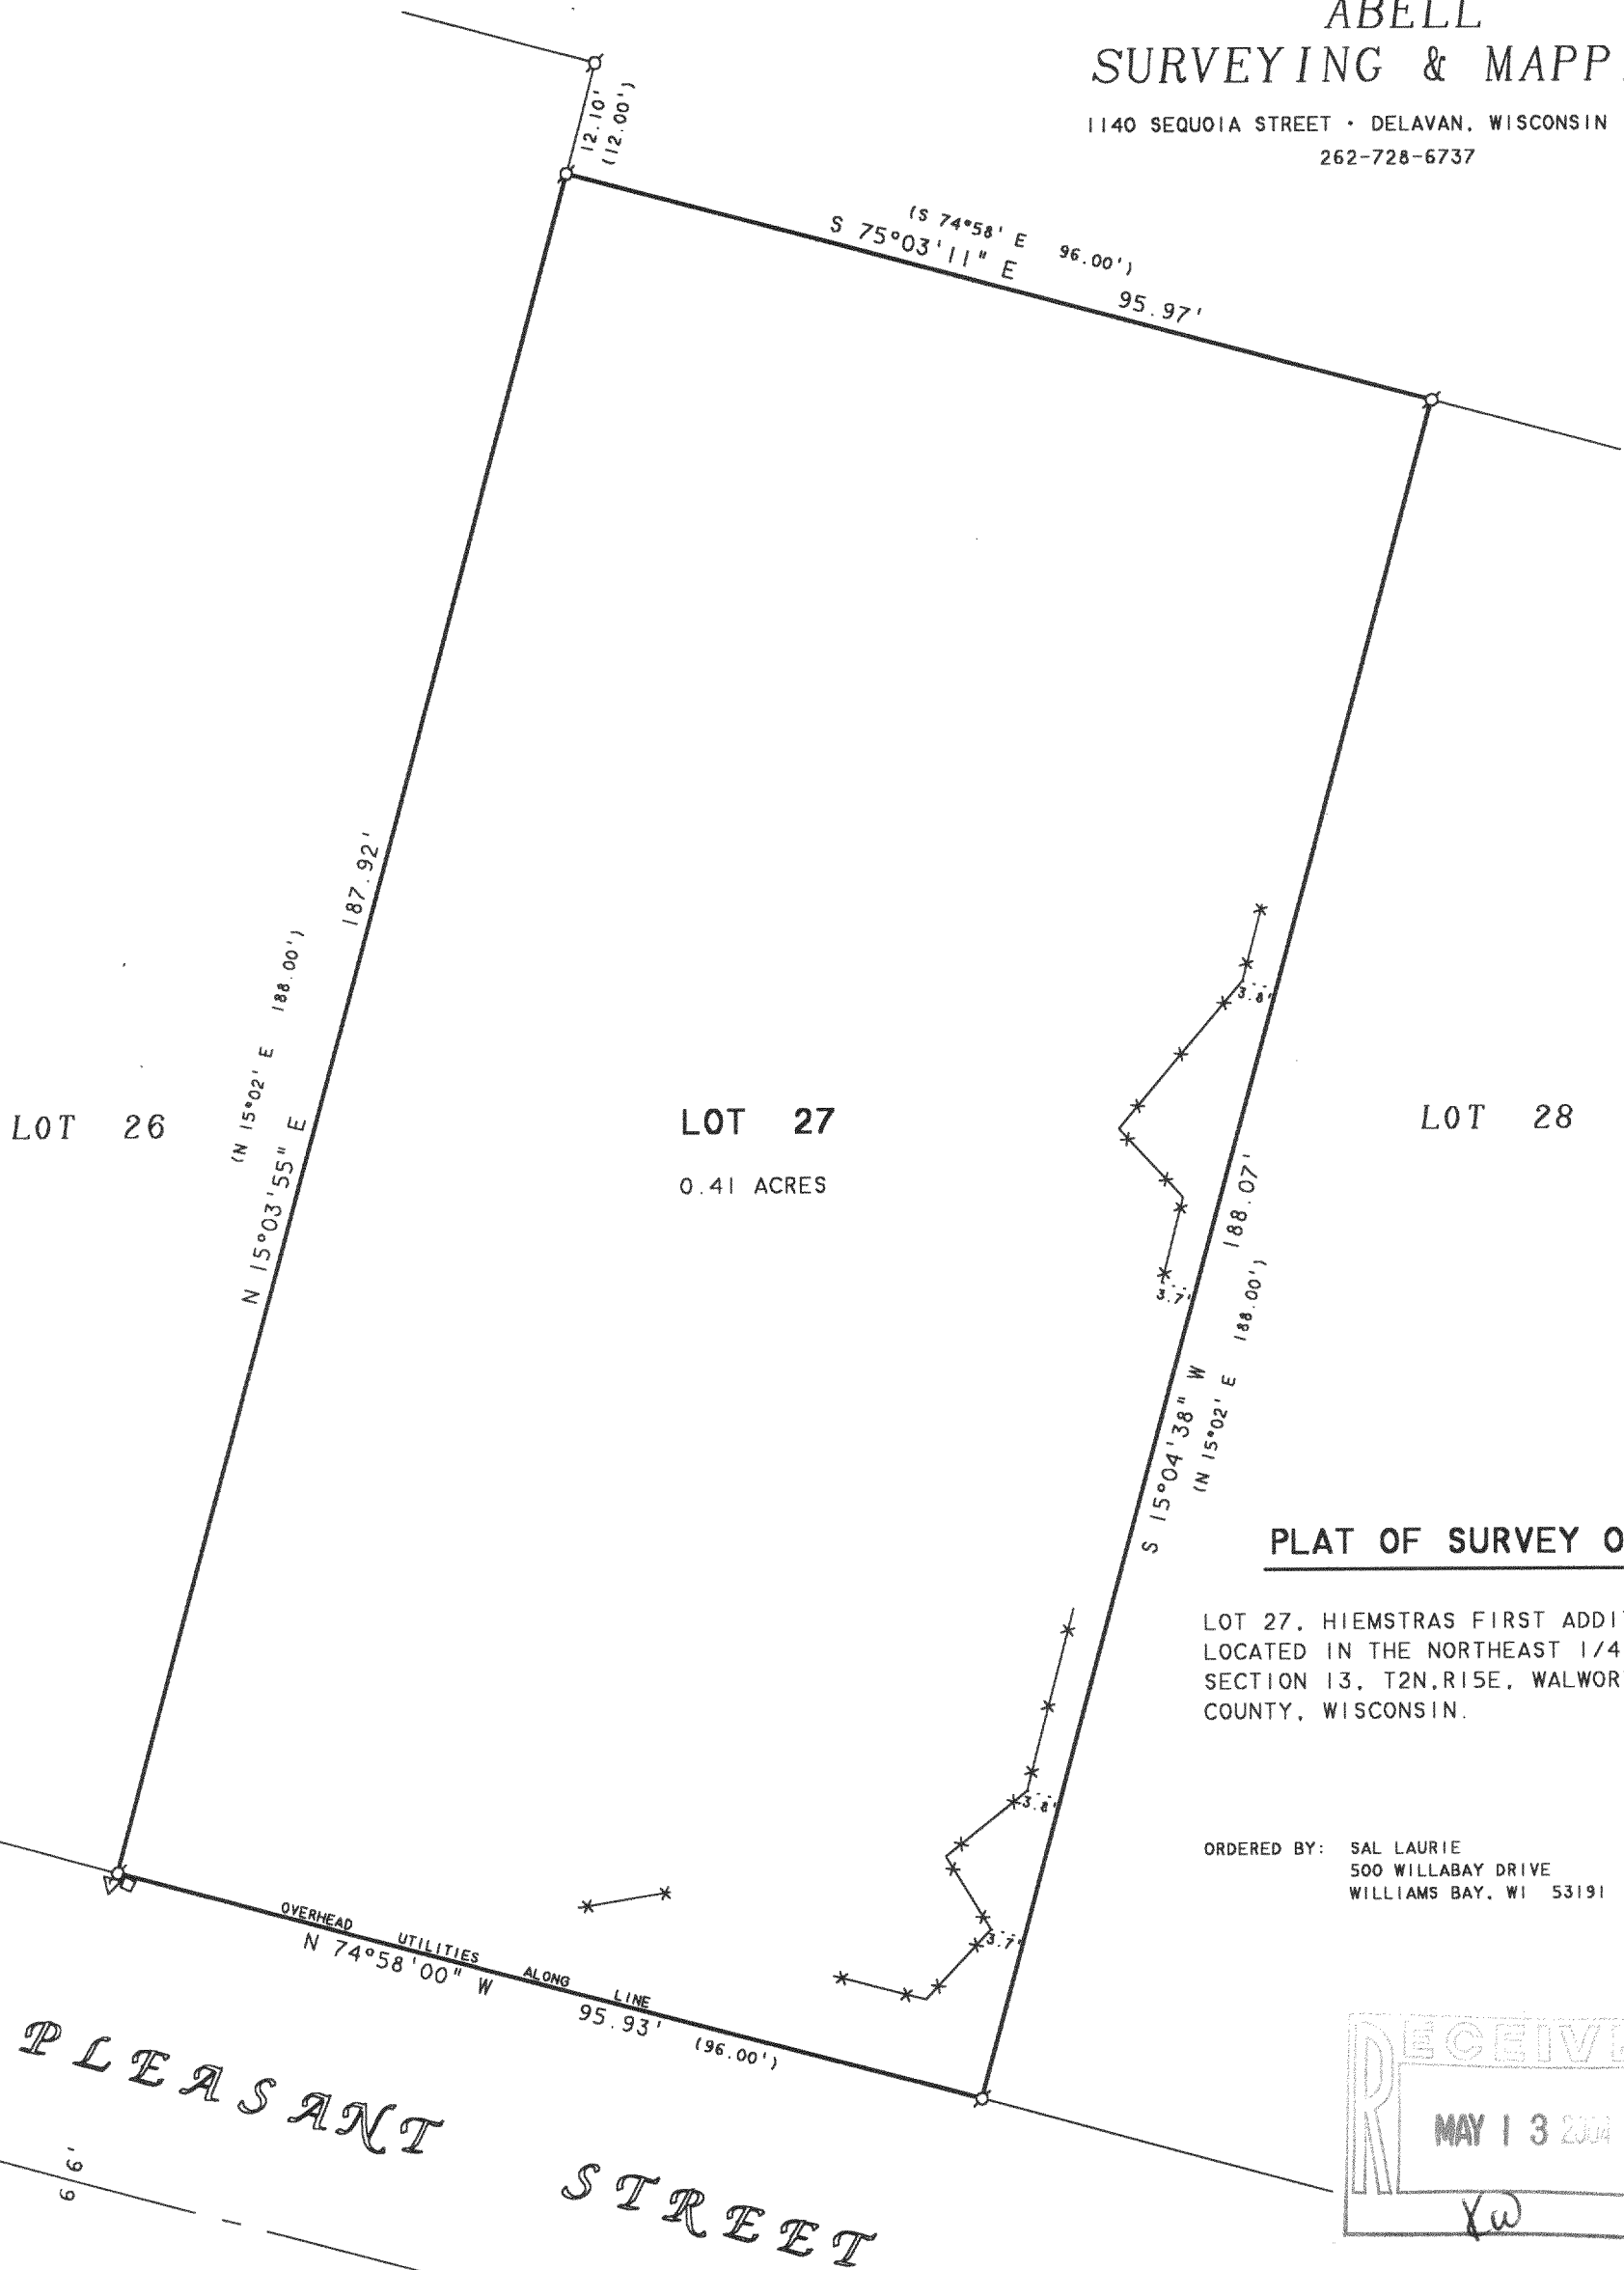 ABELL
SURVEYING & MAPP
1140 SEQUOIA STREET • DELAVAN, WISCONSIN
262-728-6737
12.10'
(12.00')
(S 74°58' E 96.00')
S 75°03'11" E 95.97'
187.92'
(N 15°02' E 188.00')
N 15°03'55" E
LOT 26
LOT 27
0.41 ACRES
LOT 28
3.8'
188.07'
3.7'
S 15°04'38" W
(N 15°02' E 188.00')
PLAT OF SURVEY O
LOT 27, HIEMSTRAS FIRST ADDI
LOCATED IN THE NORTHEAST 1/4
SECTION 13, T2N,R15E, WALWOR
COUNTY, WISCONSIN.
3.8'
3.7'
ORDERED BY: SAL LAURIE
500 WILLABAY DRIVE
WILLIAMS BAY, WI 53191
OVERHEAD UTILITIES ALONG LINE
N 74°58'00" W 95.93' (96.00')
PLEASANT STREET
66'
RECEIV
MAY 13 2004